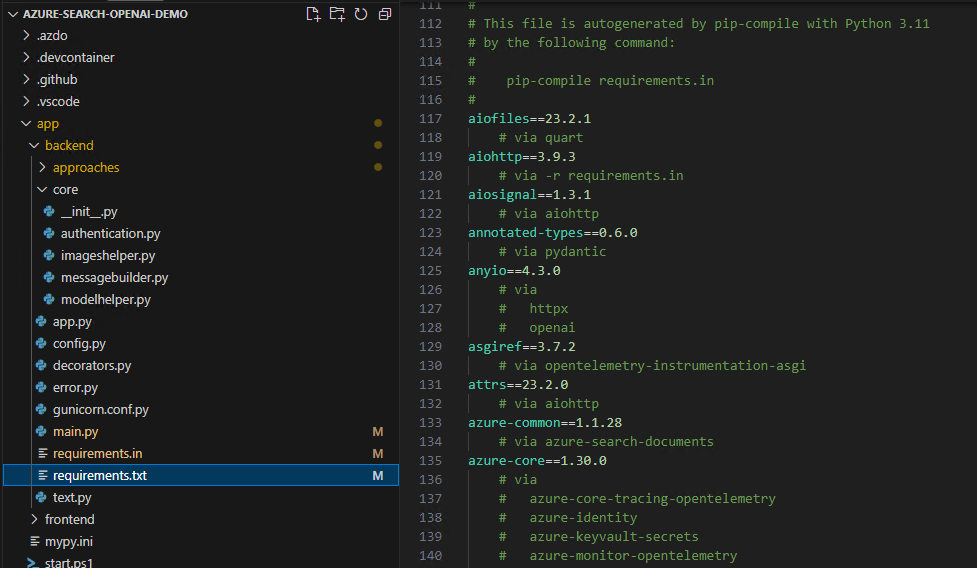 AZURE-SEARCH-OPENAI-DEMO
.azdo
.devcontainer
.github
.vscode
app
backend
approaches
core
__init__.py
authentication.py
imageshelper.py
messagebuilder.py
modelhelper.py
app.py
config.py
decorators.py
error.py
gunicorn.conf.py
main.py M
requirements.in M
requirements.txt M
text.py
frontend
mypy.ini
start.ps1
111 #
112 # This file is autogenerated by pip-compile with Python 3.11
113 # by the following command:
114 #
115 #    pip-compile requirements.in
116 #
117 aiofiles==23.2.1
118     # via quart
119 aiohttp==3.9.3
120     # via -r requirements.in
121 aiosignal==1.3.1
122     # via aiohttp
123 annotated-types==0.6.0
124     # via pydantic
125 anyio==4.3.0
126     # via
127     #   httpx
128     #   openai
129 asgiref==3.7.2
130     # via opentelemetry-instrumentation-asgi
131 attrs==23.2.0
132     # via aiohttp
133 azure-common==1.1.28
134     # via azure-search-documents
135 azure-core==1.30.0
136     # via
137     #   azure-core-tracing-opentelemetry
138     #   azure-identity
139     #   azure-keyvault-secrets
140     #   azure-monitor-opentelemetry